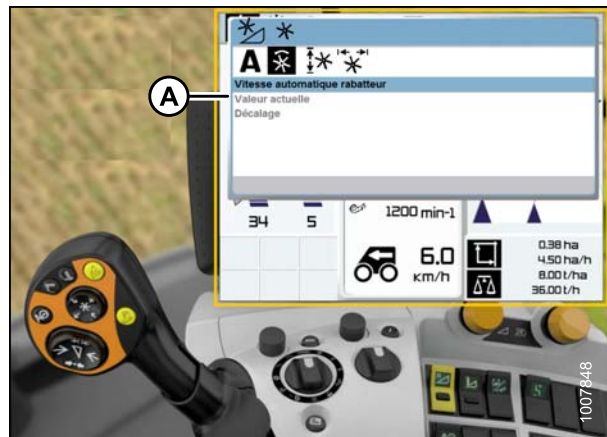 A
Vitesse automatique rabatteur
Valeur actuelle
Décalage
A
34
5
1200 min-1
6.0
km/h
0.38 ha
4.50 ha/h
8.00 t/ha
36.00 t/h
20
1007848